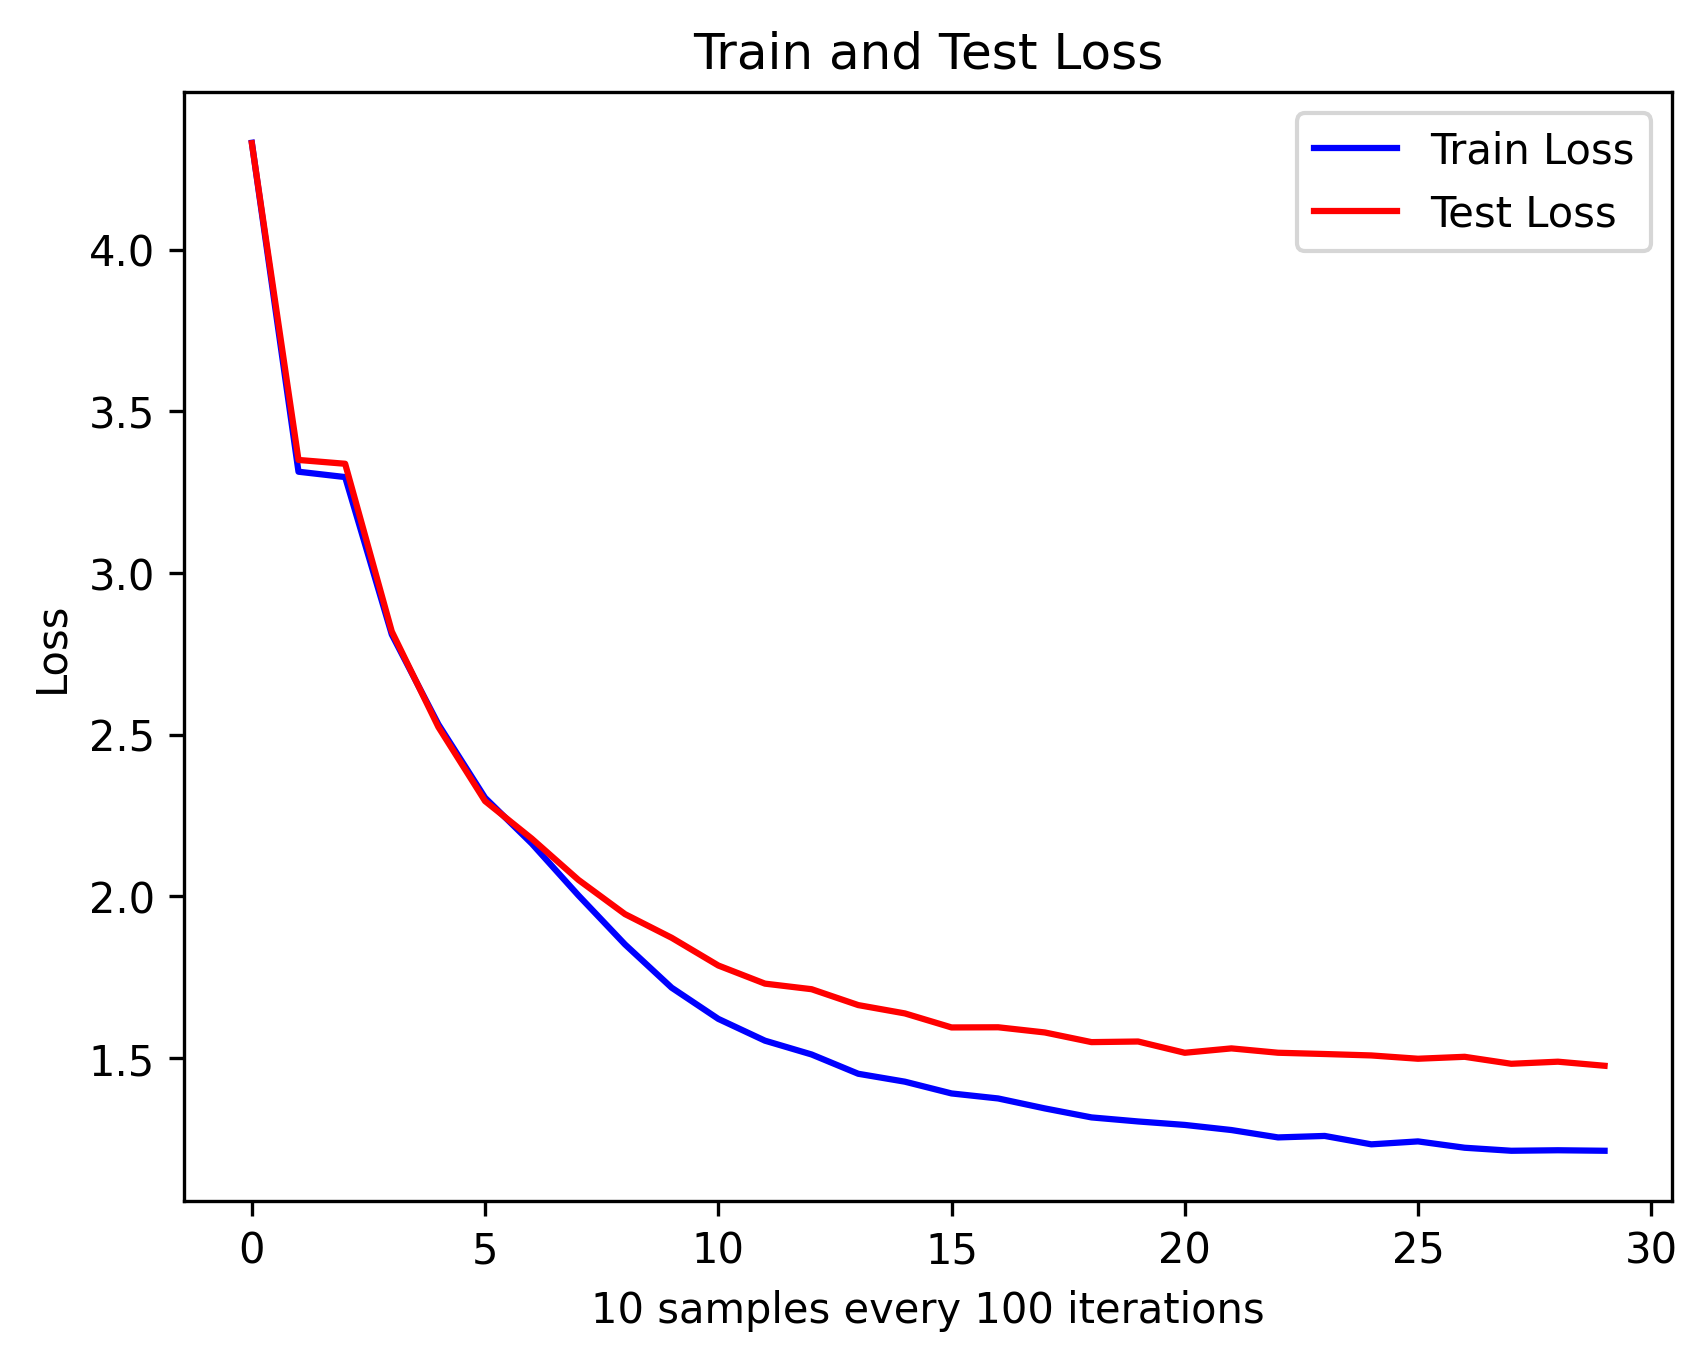 Train and Test Loss
Train Loss
Test Loss
4.0
3.5
3.0
2.5
2.0
1.5
Loss
0 5 10 15 20 25 30
10 samples every 100 iterations